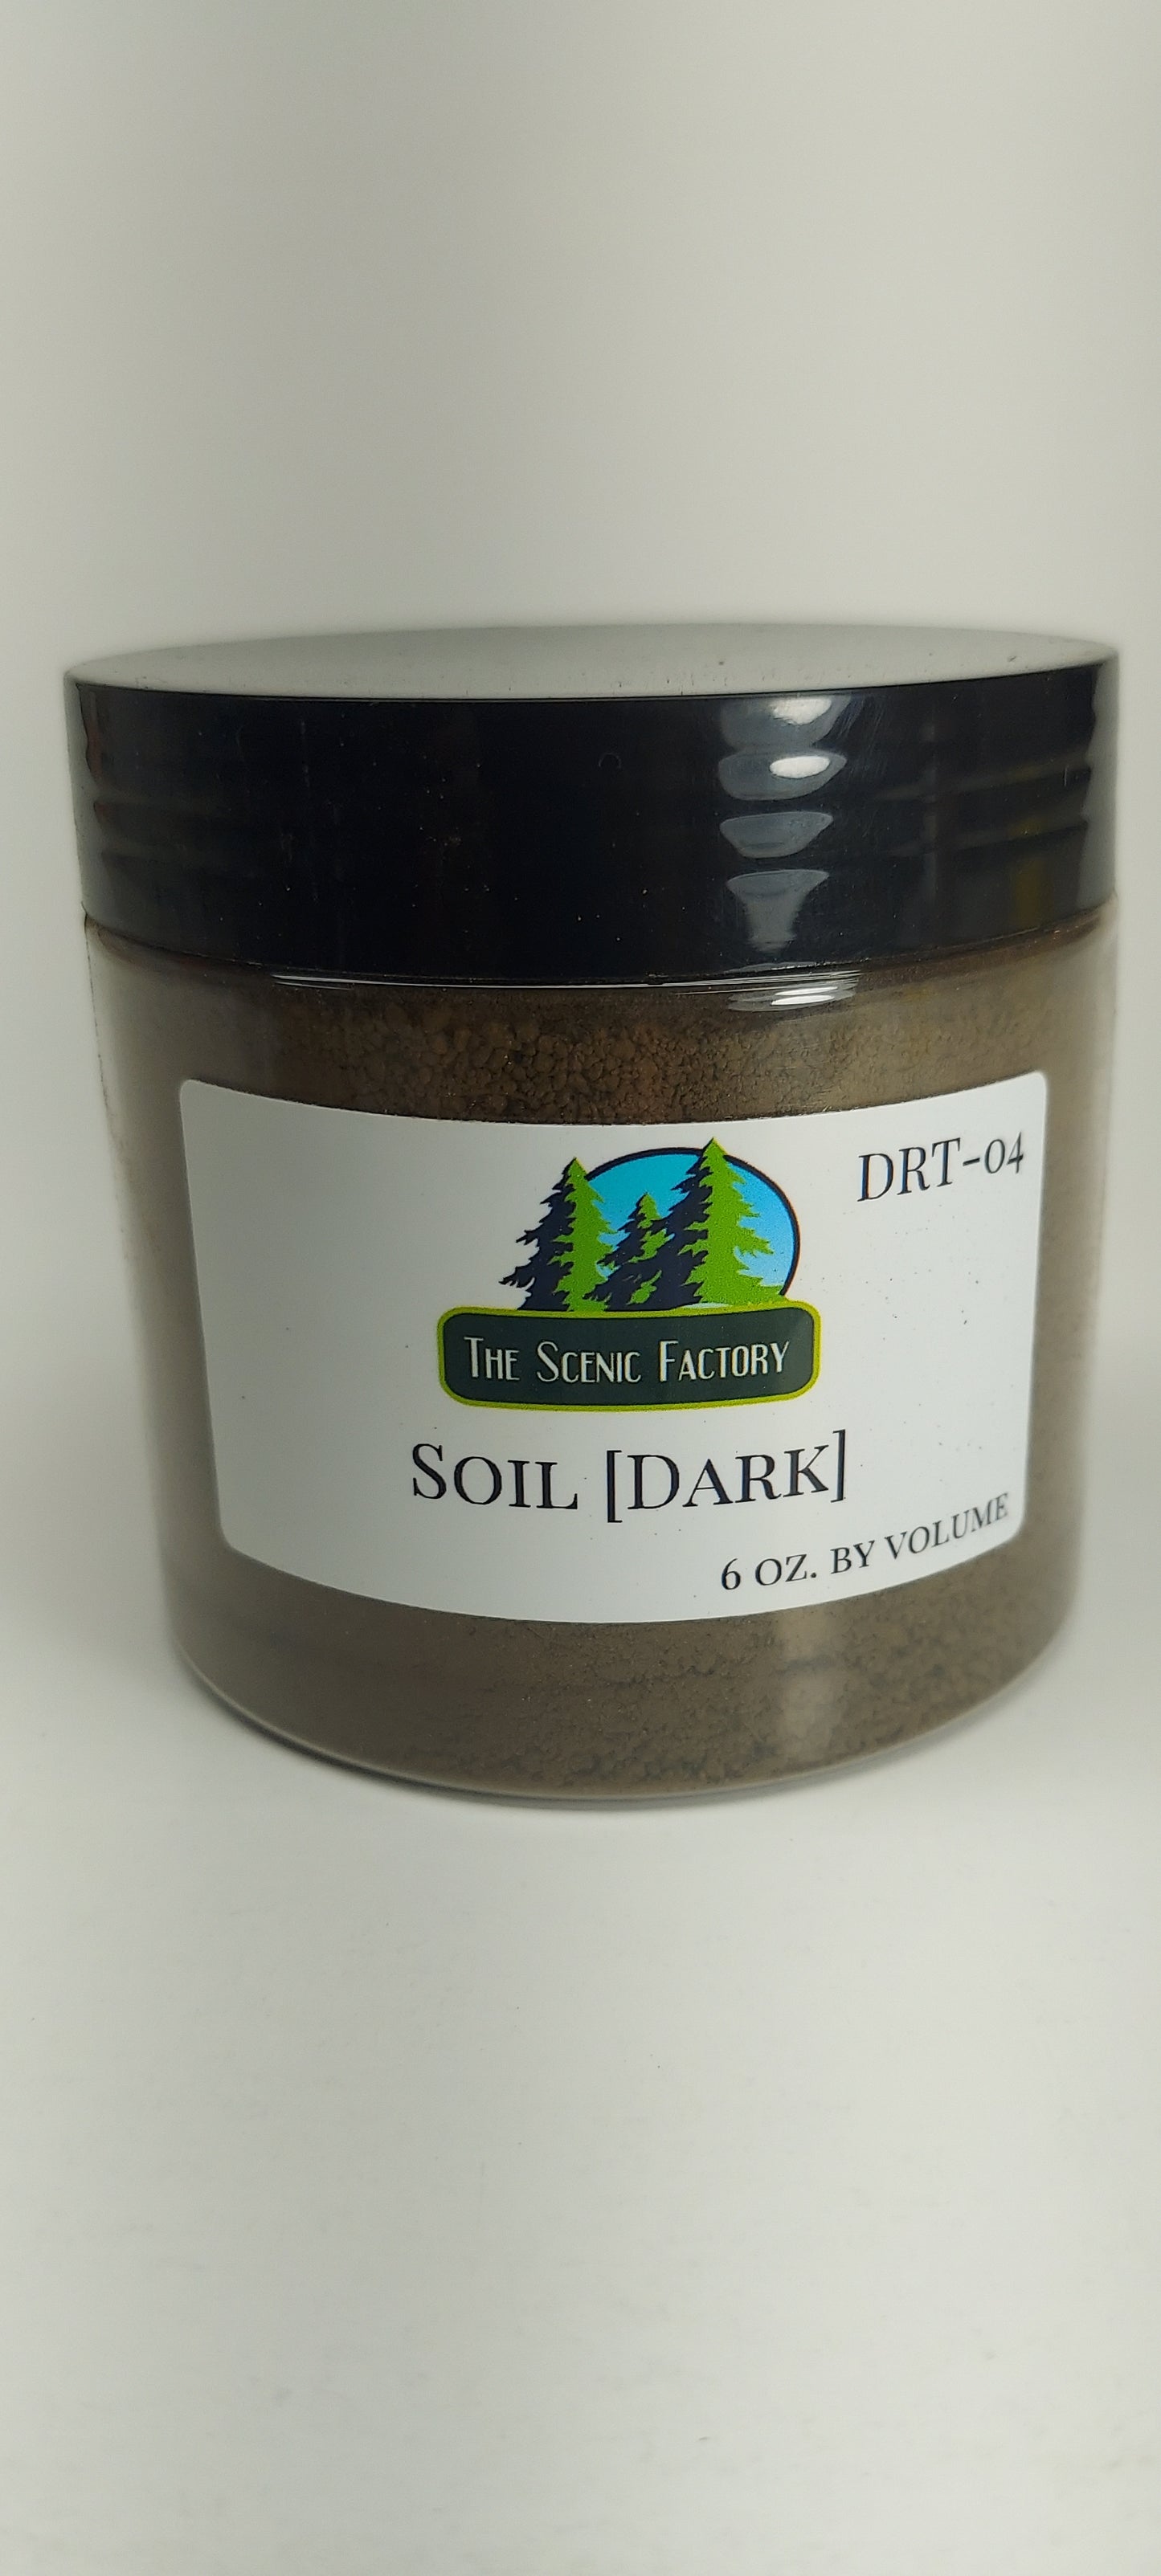 DRT-04
The Scenic Factory
Soil [Dark]
6 oz. by volume